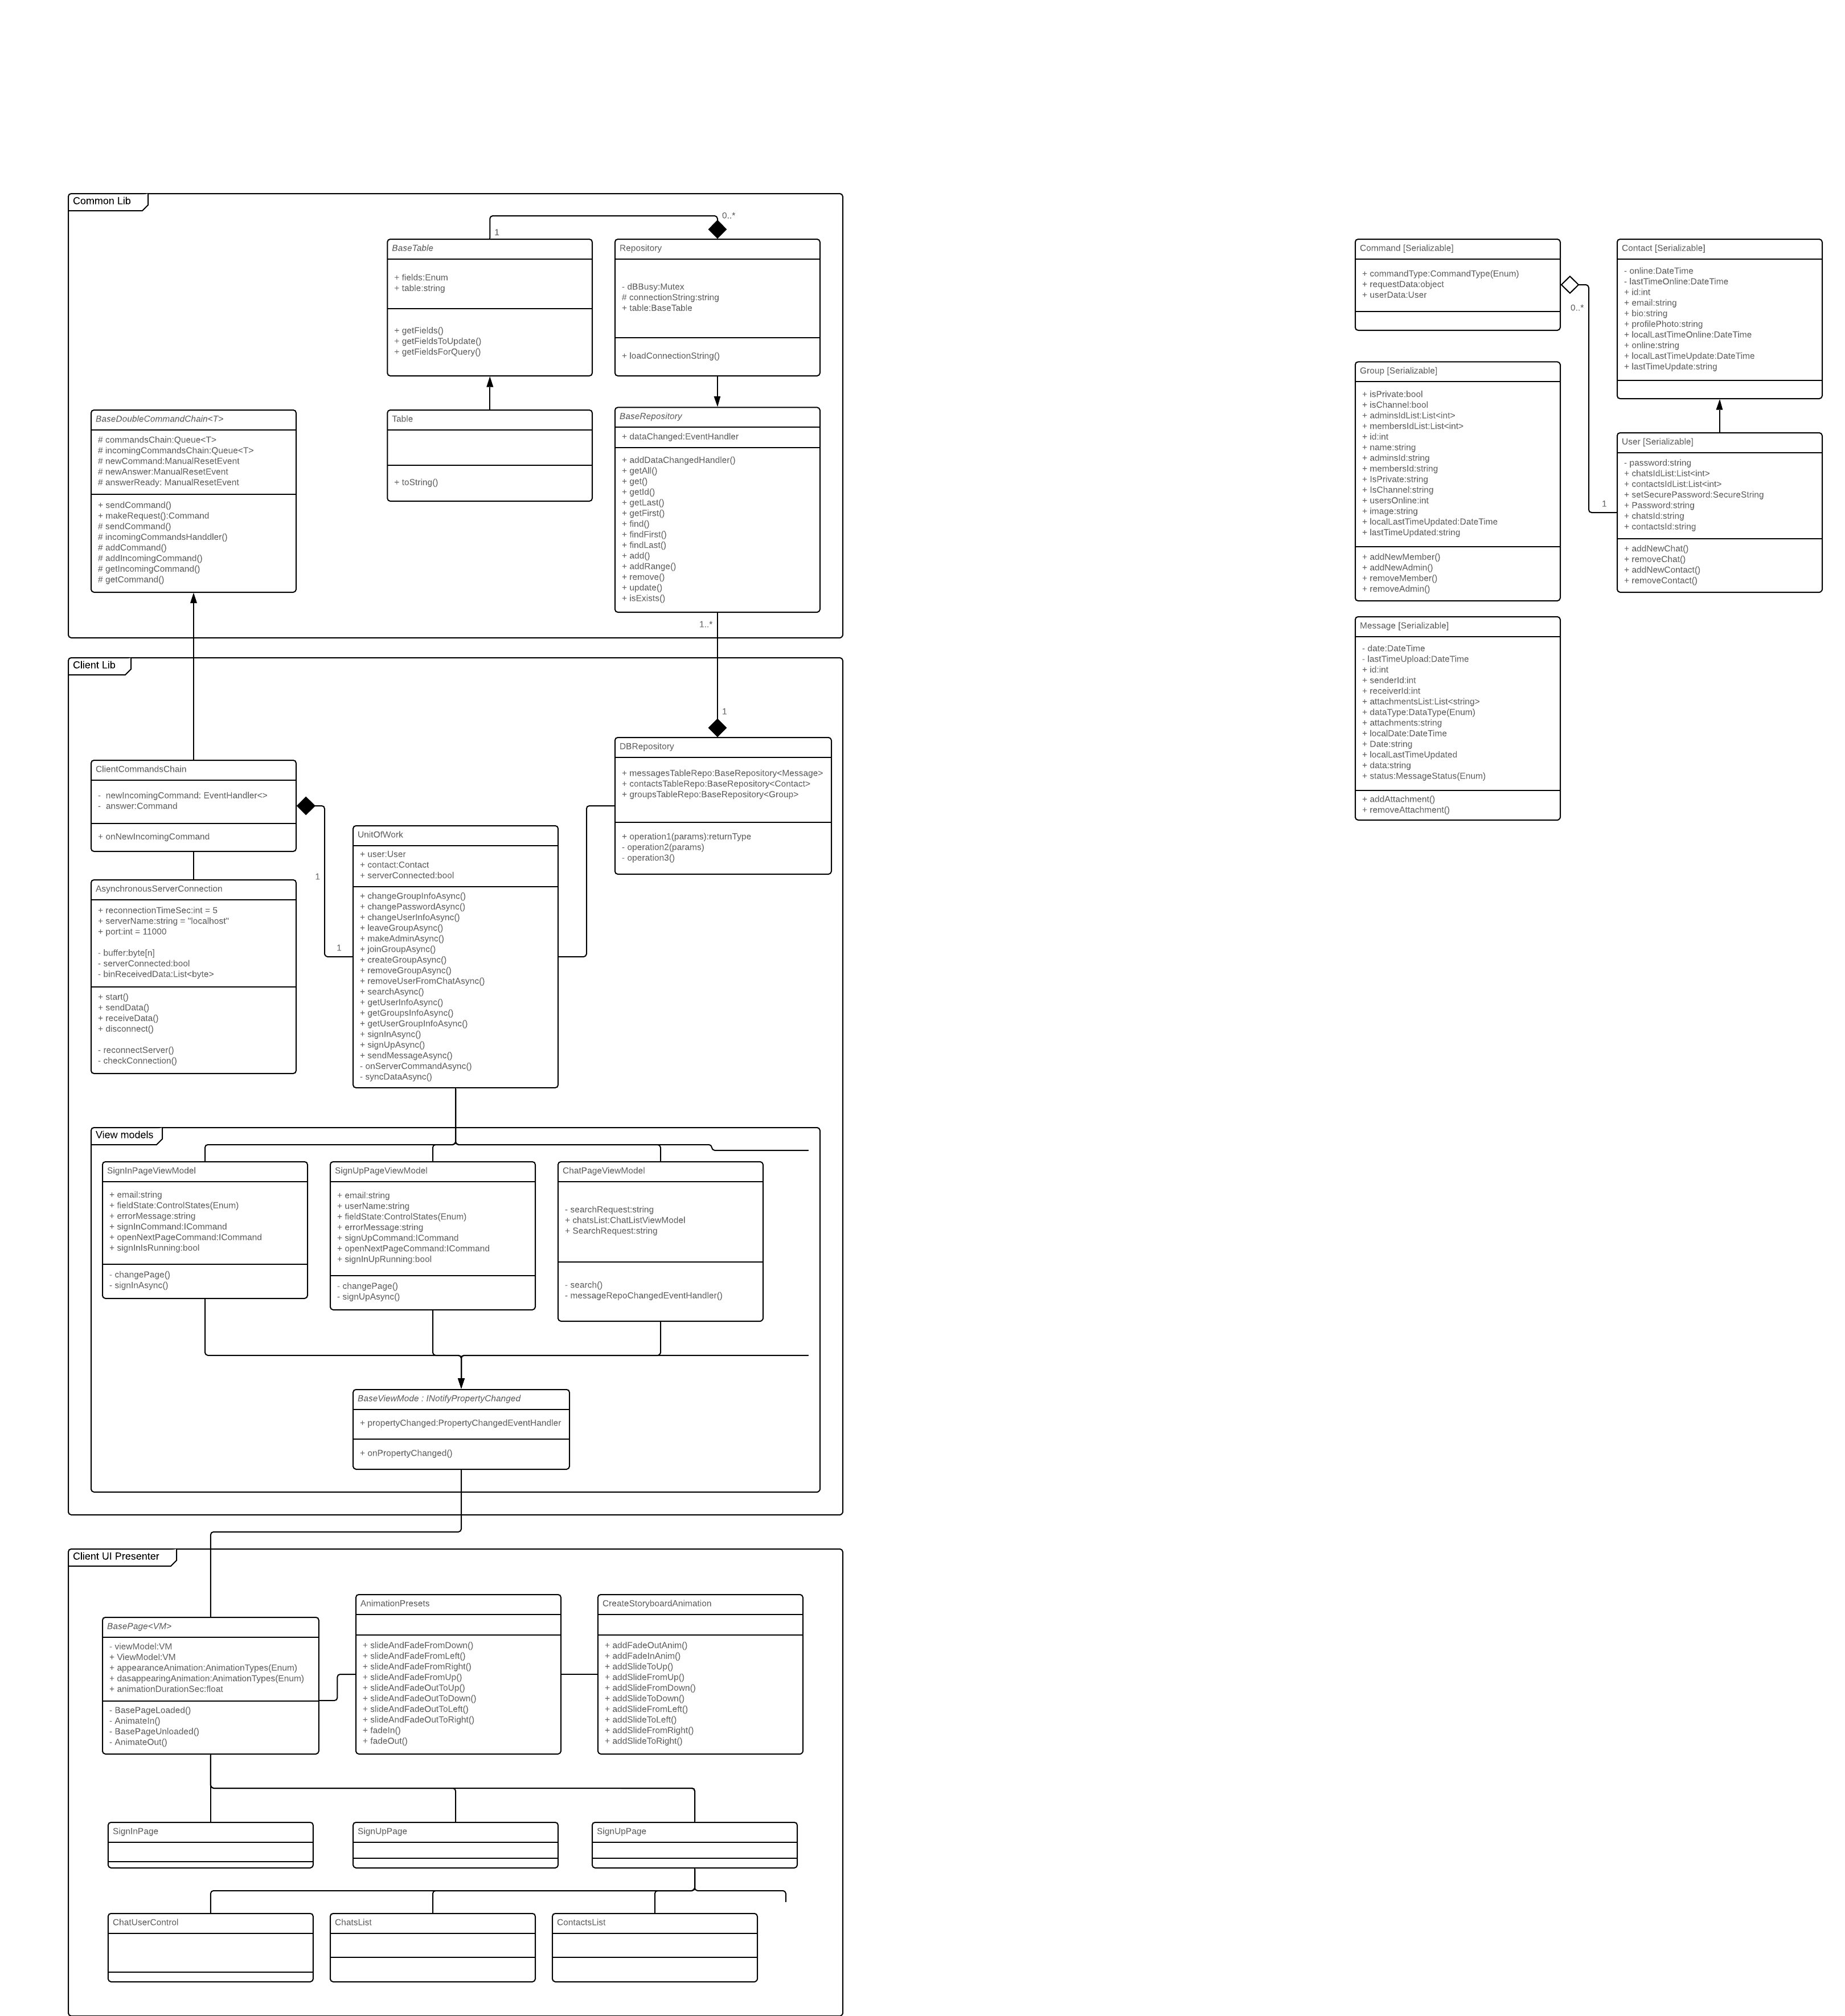 Common Lib
0..*
1
BaseTable
+ fields:Enum
+ table:string
+ getFields()
+ getFieldsToUpdate()
+ getFieldsForQuery()
Repository
- dBBusy:Mutex
# connectionString:string
+ table:BaseTable
+ loadConnectionString()
BaseDoubleCommandChain<T>
# commandsChain:Queue<T>
# incomingCommandsChain:Queue<T>
# newCommand:ManualResetEvent
# newAnswer:ManualResetEvent
# answerReady: ManualResetEvent
+ sendCommand()
+ makeRequest():Command
# sendCommand()
# incomingCommandsHanddler()
# addCommand()
# addIncomingCommand()
# getIncomingCommand()
# getCommand()
Table
+ toString()
BaseRepository
+ dataChanged:EventHandler
+ addDataChangedHandler()
+ getAll()
+ get()
+ getId()
+ getLast()
+ getFirst()
+ find()
+ findFirst()
+ findLast()
+ add()
+ addRange()
+ remove()
+ update()
+ isExists()
1..*
Client Lib
1
ClientCommandsChain
- newIncomingCommand: EventHandler<>
- answer:Command
+ onNewIncomingCommand
DBRepository
+ messagesTableRepo:BaseRepository<Message>
+ contactsTableRepo:BaseRepository<Contact>
+ groupsTableRepo:BaseRepository<Group>
+ operation1(params):returnType
- operation2(params)
- operation3()
1
1
AsynchronousServerConnection
+ reconnectionTimeSec:int = 5
+ serverName:string = "localhost"
+ port:int = 11000
- buffer:byte[n]
- serverConnected:bool
- binReceivedData:List<byte>
+ start()
+ sendData()
+ receiveData()
+ disconnect()
- reconnectServer()
- checkConnection()
UnitOfWork
+ user:User
+ contact:Contact
+ serverConnected:bool
+ changeGroupInfoAsync()
+ changePasswordAsync()
+ changeUserInfoAsync()
+ leaveGroupAsync()
+ makeAdminAsync()
+ joinGroupAsync()
+ createGroupAsync()
+ removeGroupAsync()
+ removeUserFromChatAsync()
+ searchAsync()
+ getUserInfoAsync()
+ getGroupsInfoAsync()
+ getUserGroupInfoAsync()
+ signInAsync()
+ signUpAsync()
+ sendMessageAsync()
- onServerCommandAsync()
- syncDataAsync()
View models
SignInPageViewModel
+ email:string
+ fieldState:ControlStates(Enum)
+ errorMessage:string
+ signInCommand:ICommand
+ openNextPageCommand:ICommand
+ signInIsRunning:bool
- changePage()
- signInAsync()
SignUpPageViewModel
+ email:string
+ userName:string
+ fieldState:ControlStates(Enum)
+ errorMessage:string
+ signUpCommand:ICommand
+ openNextPageCommand:ICommand
+ signInUpRunning:bool
- changePage()
- signUpAsync()
ChatPageViewModel
- searchRequest:string
+ chatsList:ChatListViewModel
+ SearchRequest:string
- search()
- messageRepoChangedEventHandler()
BaseViewMode : INotifyPropertyChanged
+ propertyChanged:PropertyChangedEventHandler
+ onPropertyChanged()
Client UI Presenter
BasePage<VM>
- viewModel:VM
+ ViewModel:VM
+ appearanceAnimation:AnimationTypes(Enum)
+ dasappearingAnimation:AnimationTypes(Enum)
+ animationDurationSec:float
- BasePageLoaded()
- AnimateIn()
- BasePageUnloaded()
- AnimateOut()
AnimationPresets
+ slideAndFadeFromDown()
+ slideAndFadeFromLeft()
+ slideAndFadeFromRight()
+ slideAndFadeFromUp()
+ slideAndFadeOutToUp()
+ slideAndFadeOutToDown()
+ slideAndFadeOutToLeft()
+ slideAndFadeOutToRight()
+ fadeIn()
+ fadeOut()
CreateStoryboardAnimation
+ addFadeOutAnim()
+ addFadeInAnim()
+ addSlideToUp()
+ addSlideFromUp()
+ addSlideFromDown()
+ addSlideToDown()
+ addSlideFromLeft()
+ addSlideToLeft()
+ addSlideFromRight()
+ addSlideToRight()
SignInPage
SignUpPage
SignUpPage
ChatUserControl
ChatsList
ContactsList
Command [Serializable]
+ commandType:CommandType(Enum)
+ requestData:object
+ userData:User
0..*
1
Contact [Serializable]
- online:DateTime
- lastTimeOnline:DateTime
+ id:int
+ email:string
+ bio:string
+ profilePhoto:string
+ localLastTimeOnline:DateTime
+ online:string
+ localLastTimeUpdate:DateTime
+ lastTimeUpdate:string
Group [Serializable]
+ isPrivate:bool
+ isChannel:bool
+ adminsIdList:List<int>
+ membersIdList:List<int>
+ id:int
+ name:string
+ adminsId:string
+ membersId:string
+ IsPrivate:string
+ IsChannel:string
+ usersOnline:int
+ image:string
+ localLastTimeUpdated:DateTime
+ lastTimeUpdated:string
+ addNewMember()
+ addNewAdmin()
+ removeMember()
+ removeAdmin()
User [Serializable]
- password:string
+ chatsIdList:List<int>
+ contactsIdList:List<int>
+ setSecurePassword:SecureString
+ Password:string
+ chatsId:string
+ contactsId:string
+ addNewChat()
+ removeChat()
+ addNewContact()
+ removeContact()
Message [Serializable]
- date:DateTime
- lastTimeUpload:DateTime
+ id:int
+ senderId:int
+ receiverId:int
+ attachmentsList:List<string>
+ dataType:DataType(Enum)
+ attachments:string
+ localDate:DateTime
+ Date:string
+ localLastTimeUpdated
+ data:string
+ status:MessageStatus(Enum)
+ addAttachment()
+ removeAttachment()